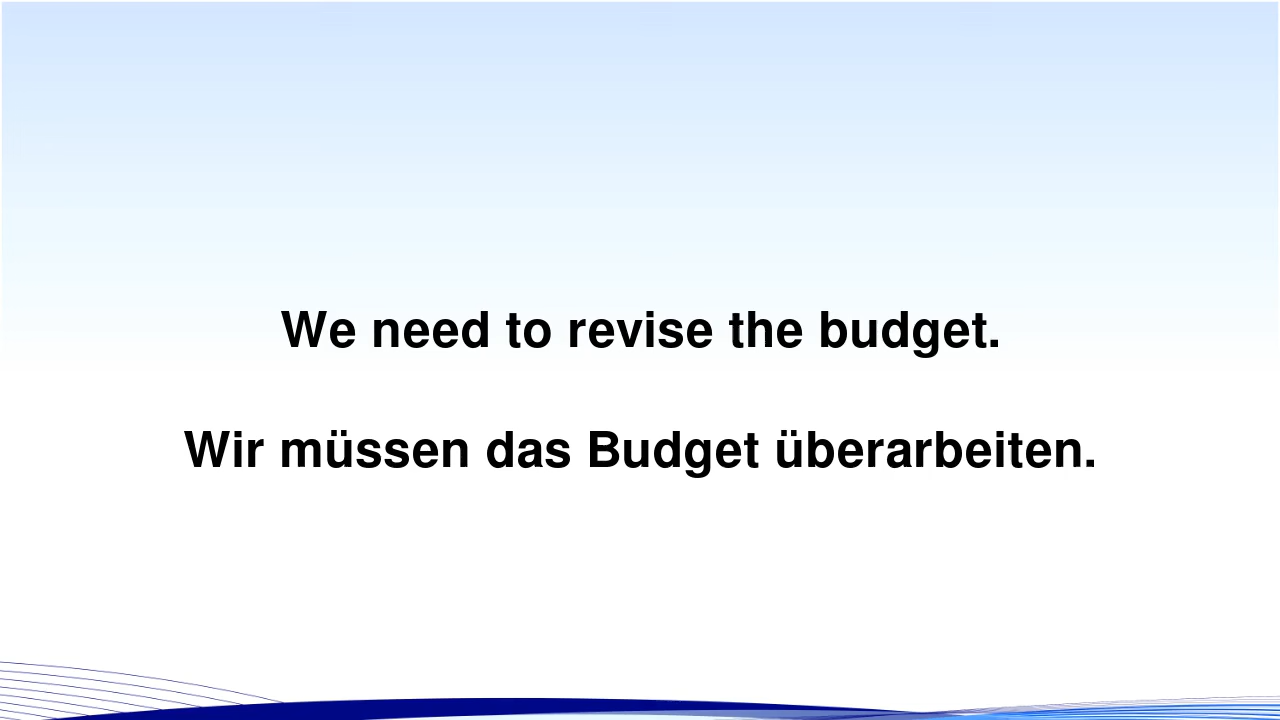 We need to revise the budget.
Wir müssen das Budget überarbeiten.